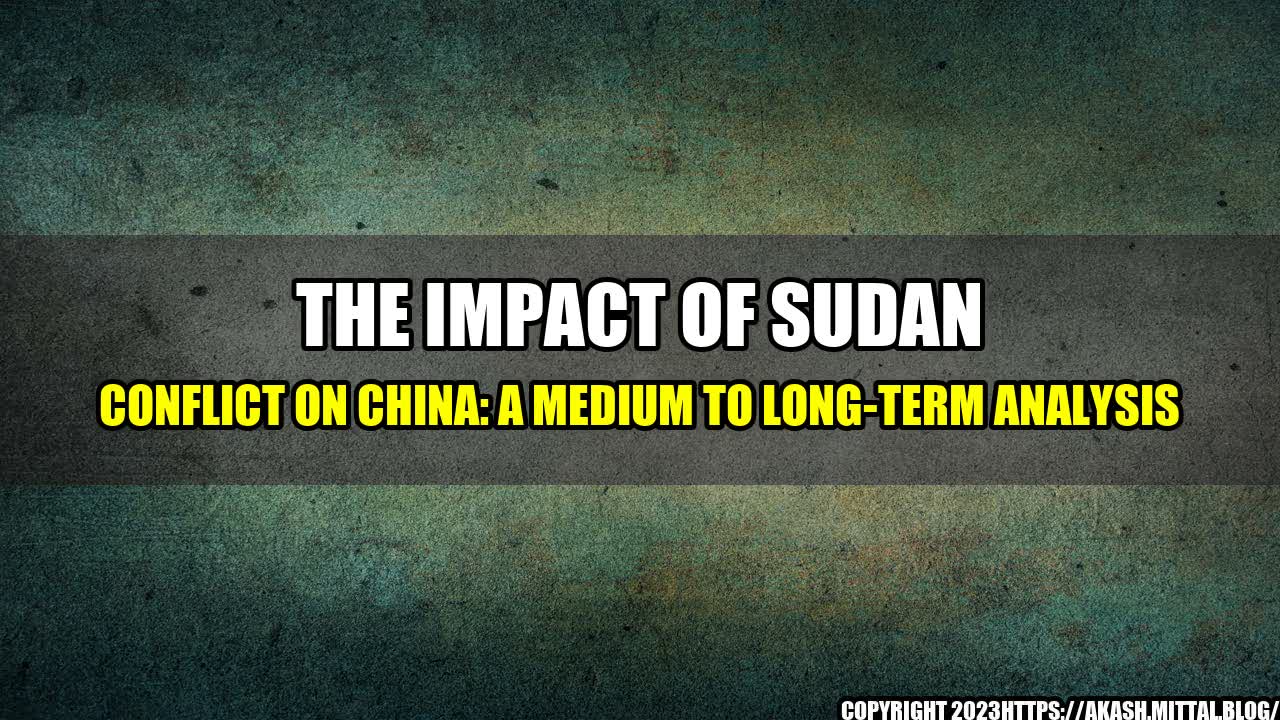 THE IMPACT OF SUDAN
CONFLICT ON CHINA: A MEDIUM TO LONG-TERM ANALYSIS
COPYRIGHT 2023HTTPS://AKASH.MITTAL.BLOG/